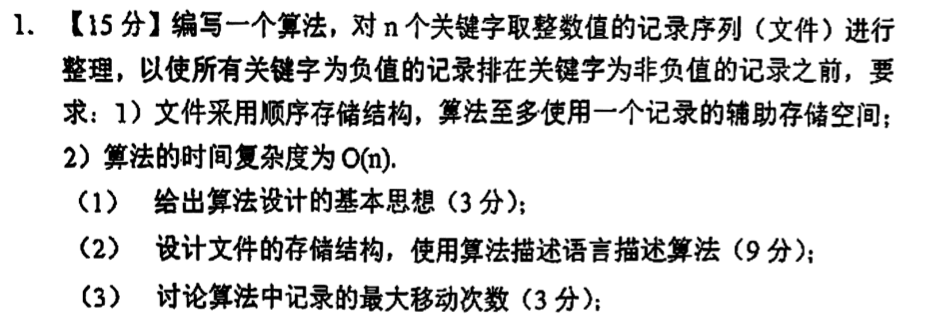 1. 【15 分】编写一个算法，对 n 个关键字取整数值的记录序列（文件）进行
整理，以使所有关键字为负值的记录排在关键字为非负值的记录之前，要
求：1）文件采用顺序存储结构，算法至多使用一个记录的辅助存储空间；
2）算法的时间复杂度为 O(n).
（1） 给出算法设计的基本思想（3 分）；
（2） 设计文件的存储结构，使用算法描述语言描述算法（9 分）；
（3） 讨论算法中记录的最大移动次数（3 分）；